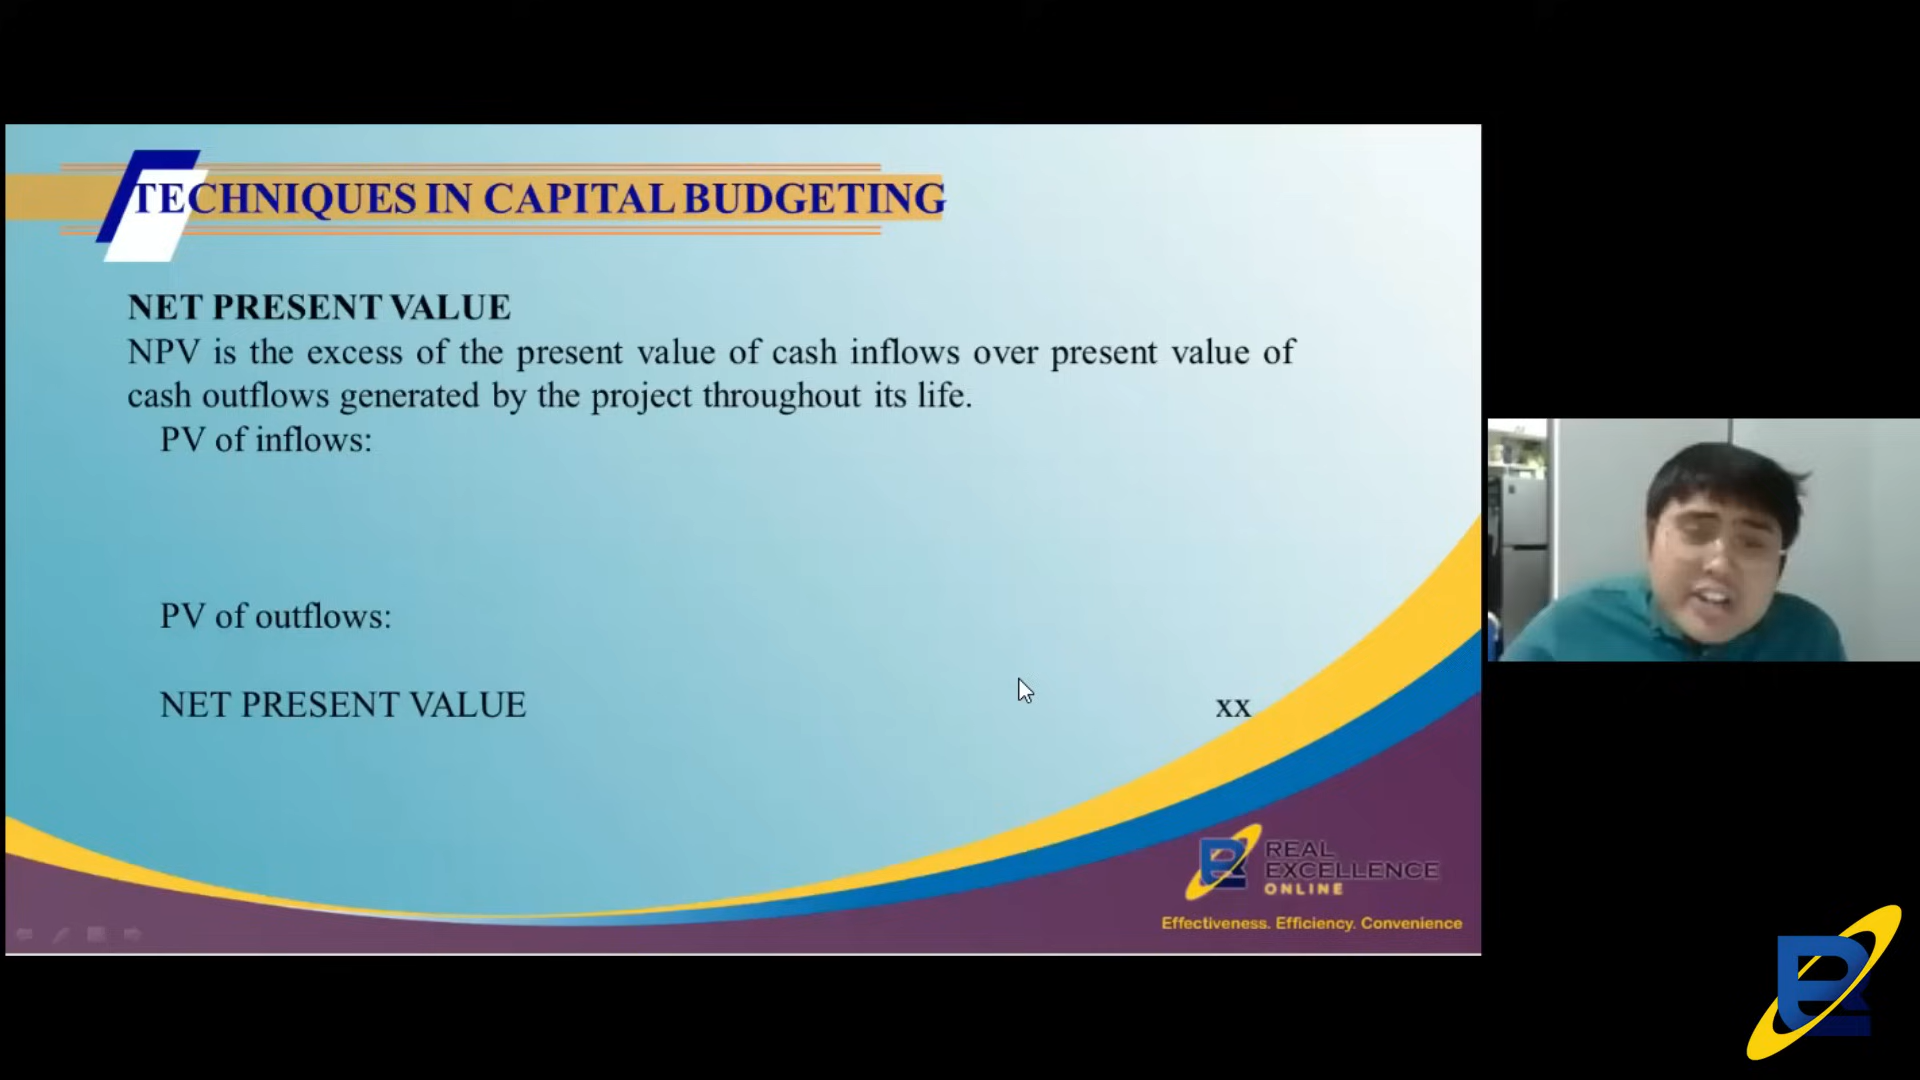 TECHNIQUES IN CAPITAL BUDGETING
NET PRESENT VALUE
NPV is the excess of the present value of cash inflows over present value of
cash outflows generated by the project throughout its life.
PV of inflows:
PV of outflows:
NET PRESENT VALUE xx
REAL
EXCELLENCE
ONLINE
Effectiveness. Efficiency. Convenience